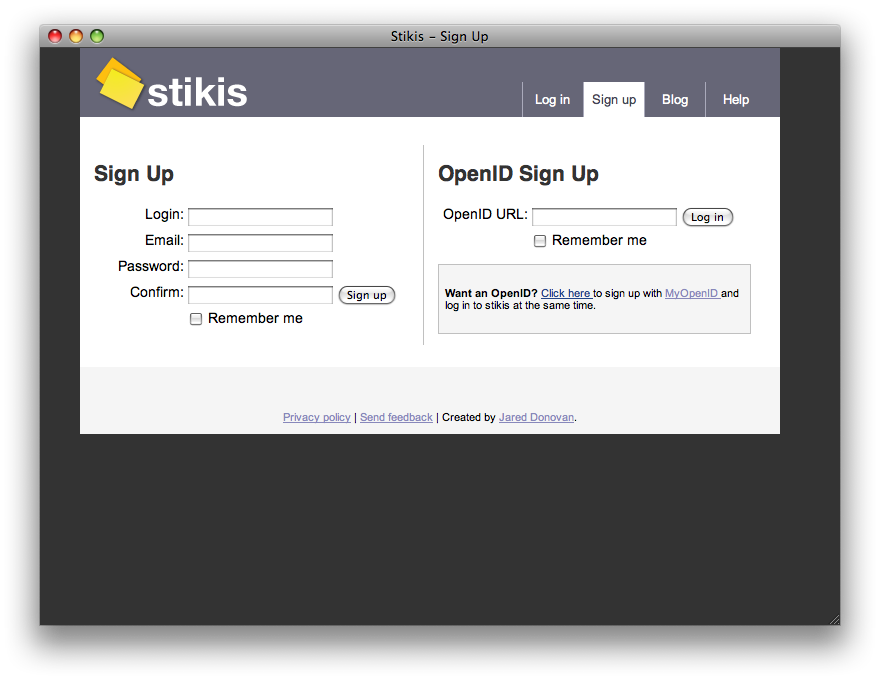 Stikis – Sign Up
stikis
Log in Sign up Blog Help
Sign Up
Login:
Email:
Password:
Confirm: Sign up
Remember me
OpenID Sign Up
OpenID URL: Log in
Remember me
Want an OpenID? Click here to sign up with MyOpenID and
log in to stikis at the same time.
Privacy policy | Send feedback | Created by Jared Donovan.